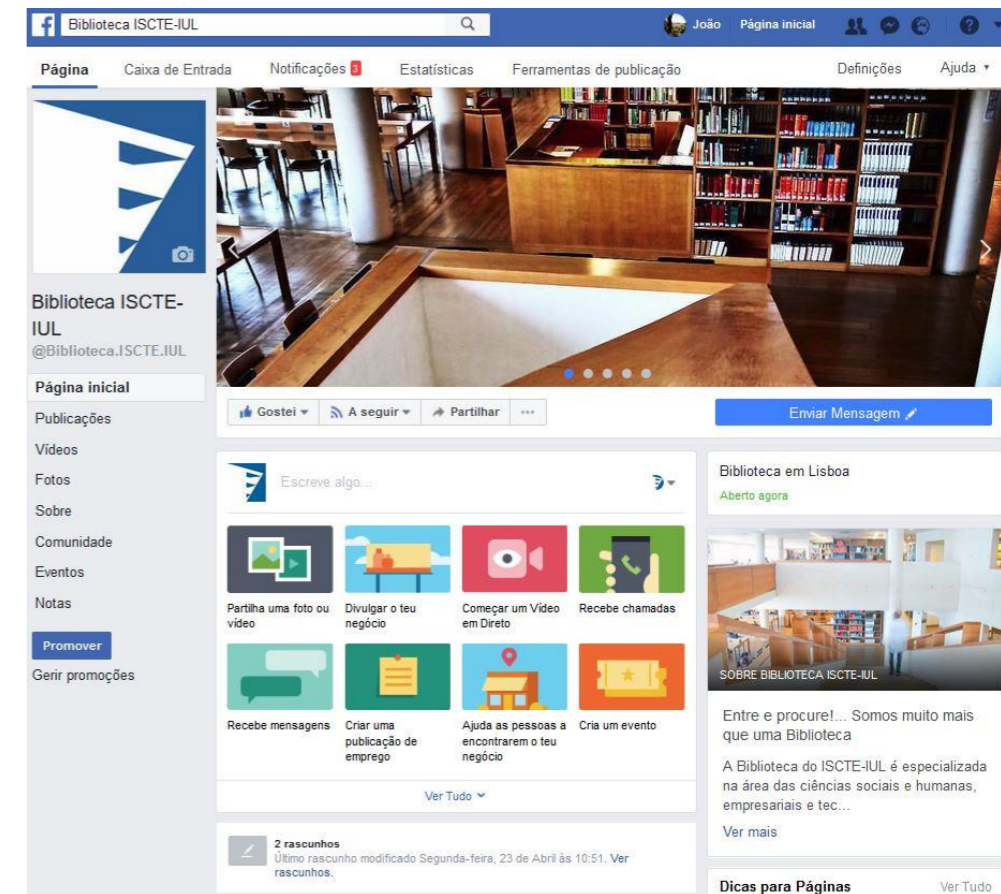 Biblioteca ISCTE-IUL
João
Página inicial
Página
Caixa de Entrada
Notificações 3
Estatísticas
Ferramentas de publicação
Definições
Ajuda
Biblioteca ISCTE-
IUL
@Biblioteca.ISCTE.IUL
Página inicial
Publicações
Vídeos
Fotos
Sobre
Comunidade
Eventos
Notas
Promover
Gerir promoções
Gostei
A seguir
Partilhar
Enviar Mensagem
Escreve algo...
Partilha uma foto ou
vídeo
Divulgar o teu
negócio
Começar um Vídeo
em Direto
Recebe chamadas
Recebe mensagens
Criar uma
publicação de
emprego
Ajuda as pessoas a
encontrarem o teu
negócio
Cria um evento
Ver Tudo
2 rascunhos
Último rascunho modificado Segunda-feira, 23 de Abril às 10:51. Ver
rascunhos.
Biblioteca em Lisboa
Aberto agora
SOBRE BIBLIOTECA ISCTE-IUL
Entre e procure!... Somos muito mais
que uma Biblioteca
A Biblioteca do ISCTE-IUL é especializada
na área das ciências sociais e humanas,
empresariais e tec...
Ver mais
Dicas para Páginas
Ver Tudo